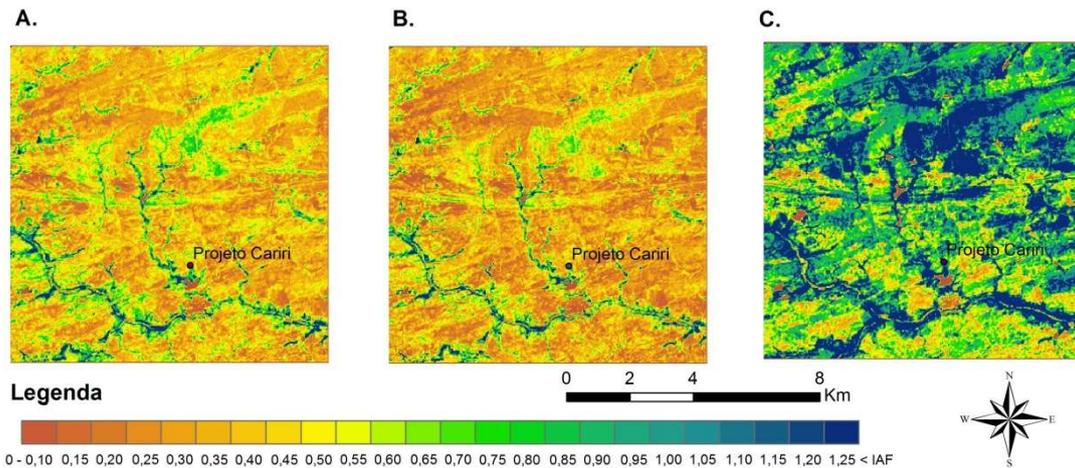 A.
B.
C.
Projeto Cariri
Projeto Cariri
Projeto Cariri
Legenda
0 2 4 8
Km
N
W E
S
0 - 0,10 0,15 0,20 0,25 0,30 0,35 0,40 0,45 0,50 0,55 0,60 0,65 0,70 0,75 0,80 0,85 0,90 0,95 1,00 1,05 1,10 1,15 1,20 1,25 < IAF